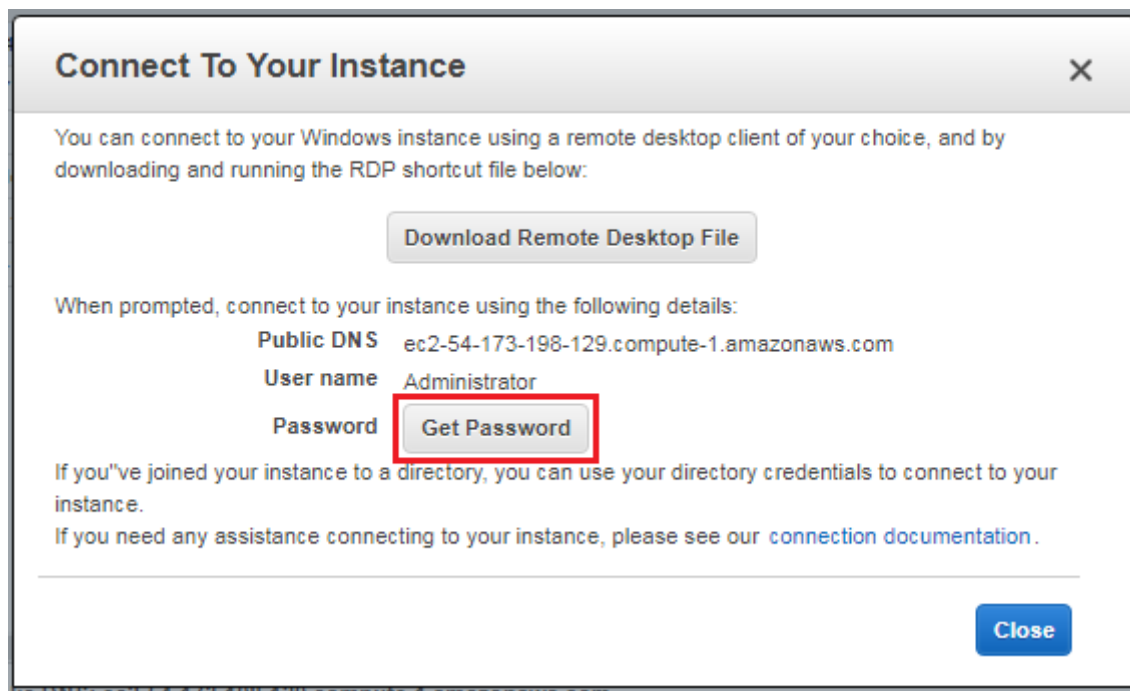 Connect To Your Instance
You can connect to your Windows instance using a remote desktop client of your choice, and by
downloading and running the RDP shortcut file below:
Download Remote Desktop File
When prompted, connect to your instance using the following details:
Public DNS ec2-54-173-198-129.compute-1.amazonaws.com
User name Administrator
Password Get Password
If you"ve joined your instance to a directory, you can use your directory credentials to connect to your
instance.
If you need any assistance connecting to your instance, please see our connection documentation.
Close